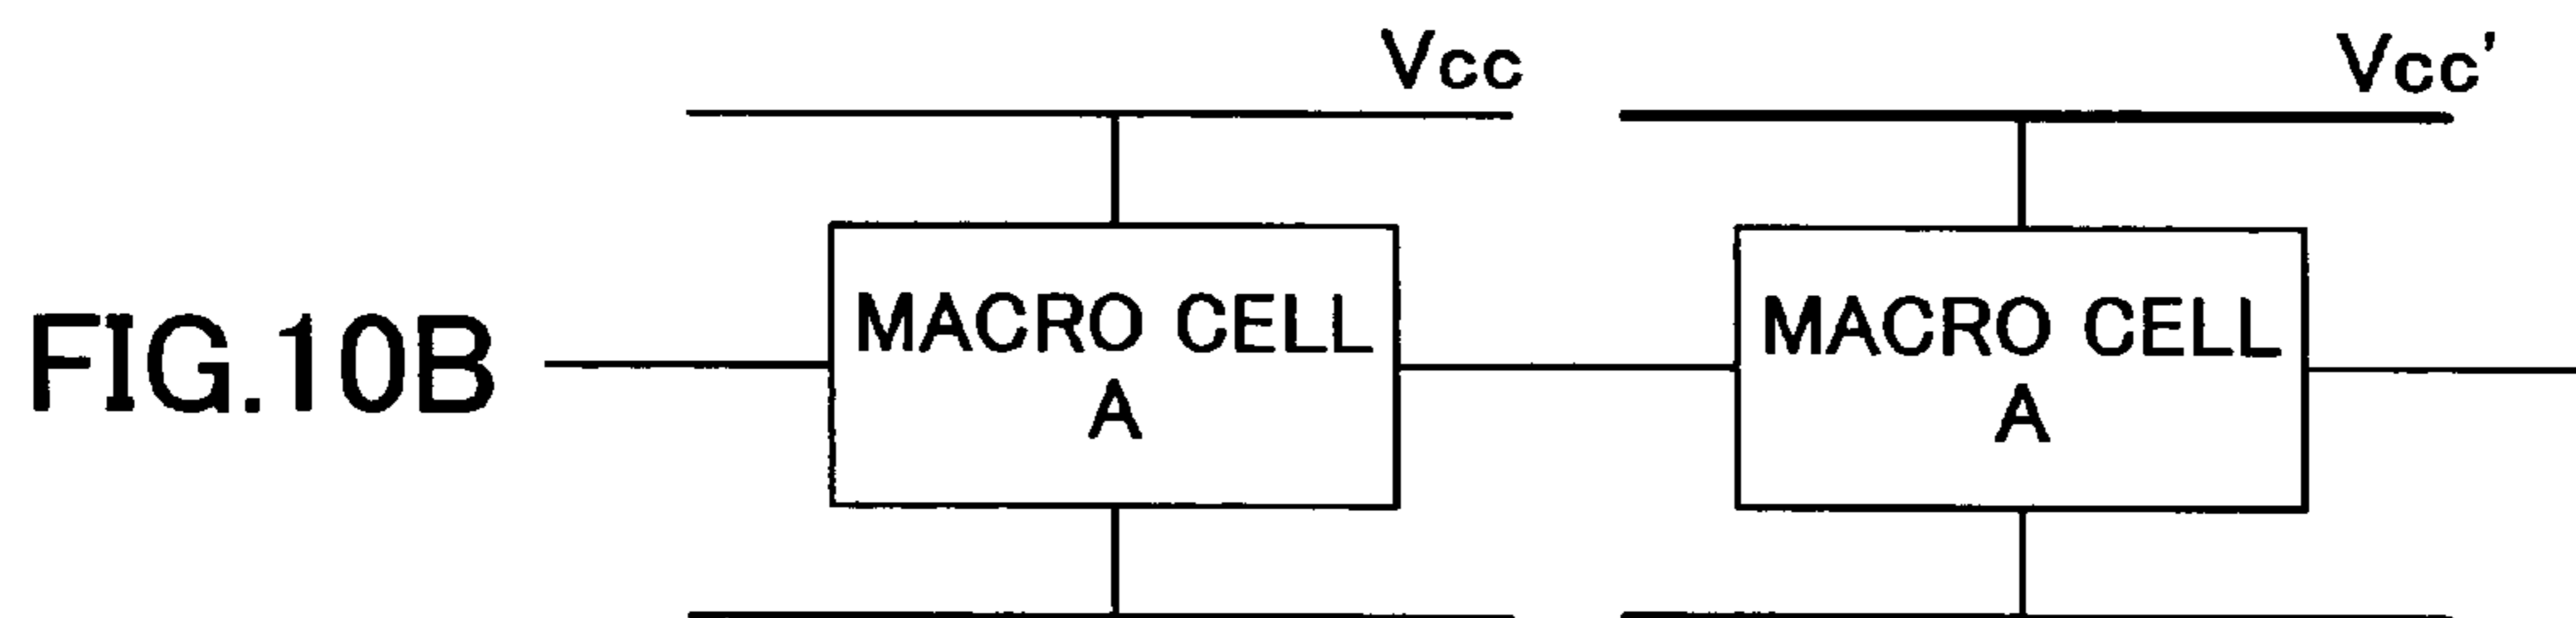 Vcc
Vcc'
FIG.10B
MACRO CELL
A
MACRO CELL
A